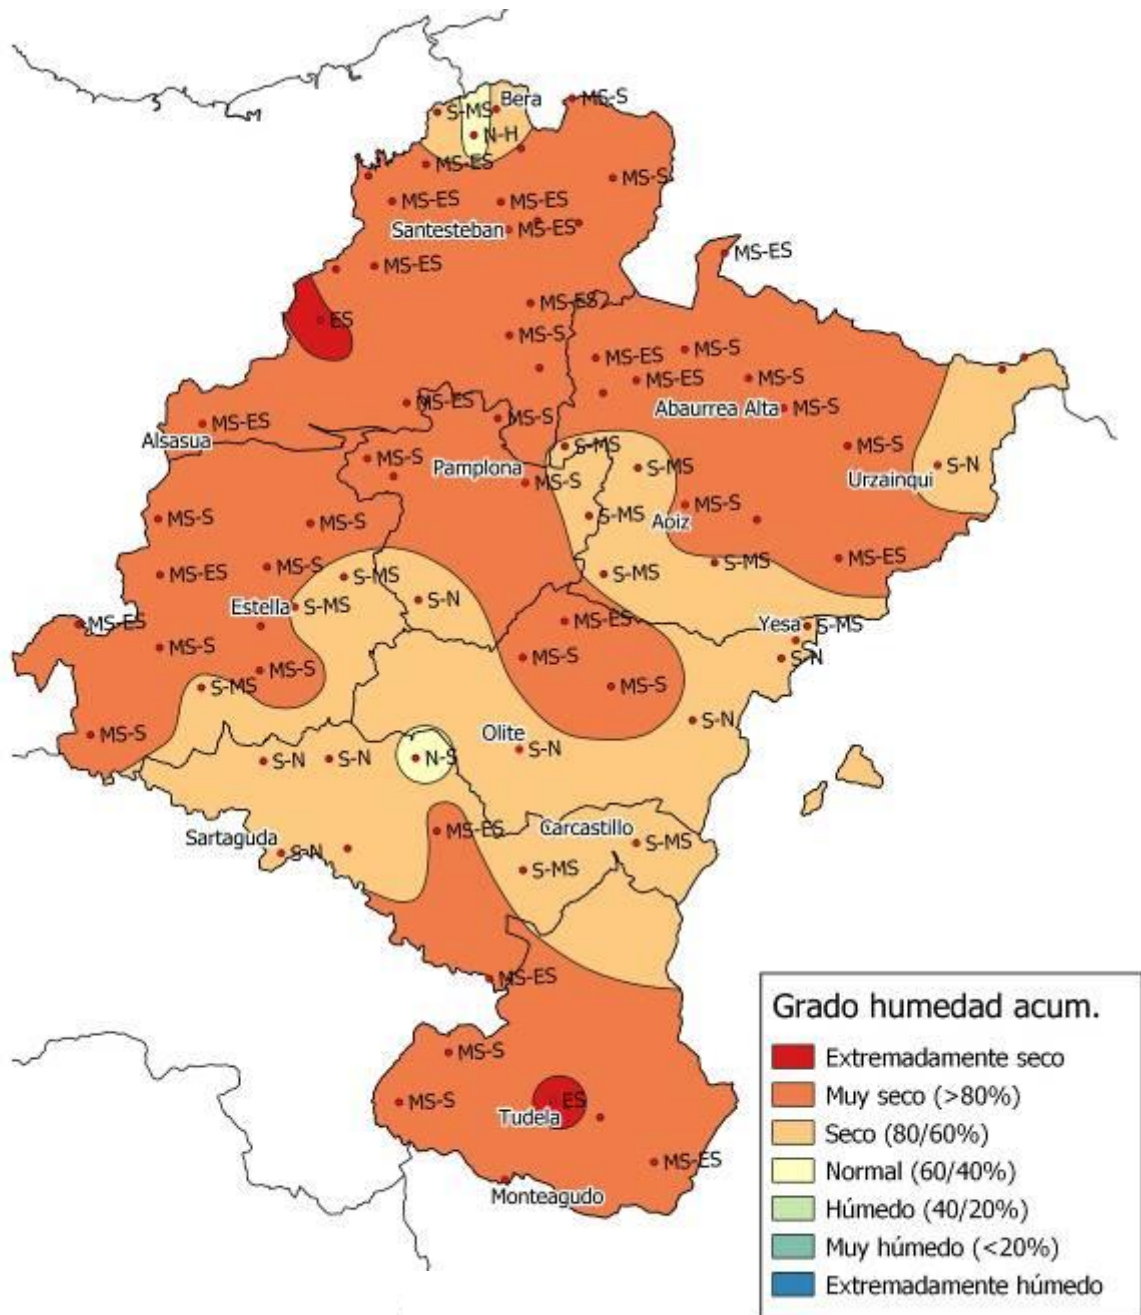 MS-S
Bera
S-MS
N-H
MS-ES
MS-S
MS-ES
MS-ES
Santesteban
MS-ES
MS-ES
MS-ES
MS-ES
ES
MS-S
MS-ES
MS-S
MS-ES
MS-S
MS-ES
Abaurrea Alta
MS-S
MS-S
MS-ES
Alsasua
S-MS
MS-S
MS-S
Pamplona
S-MS
S-N
Urzainqui
MS-S
MS-S
Aoiz
MS-S
MS-S
S-MS
MS-ES
S-MS
MS-S
MS-ES
S-MS
S-MS
Estella
S-MS
S-N
MS-ES
MS-ES
Yesa
S-MS
MS-S
MS-S
S-N
MS-S
S-MS
MS-S
S-N
MS-S
Olite
S-N
S-N
S-N
N-S
MS-ES
Carcastillo
Sartaguda
S-N
S-MS
S-MS
MS-ES
MS-S
MS-S
ES
Tudela
MS-ES
Monteagudo
Grado humedad acum.
Extremadamente seco
Muy seco (>80%)
Seco (80/60%)
Normal (60/40%)
Húmedo (40/20%)
Muy húmedo (<20%)
Extremadamente húmedo